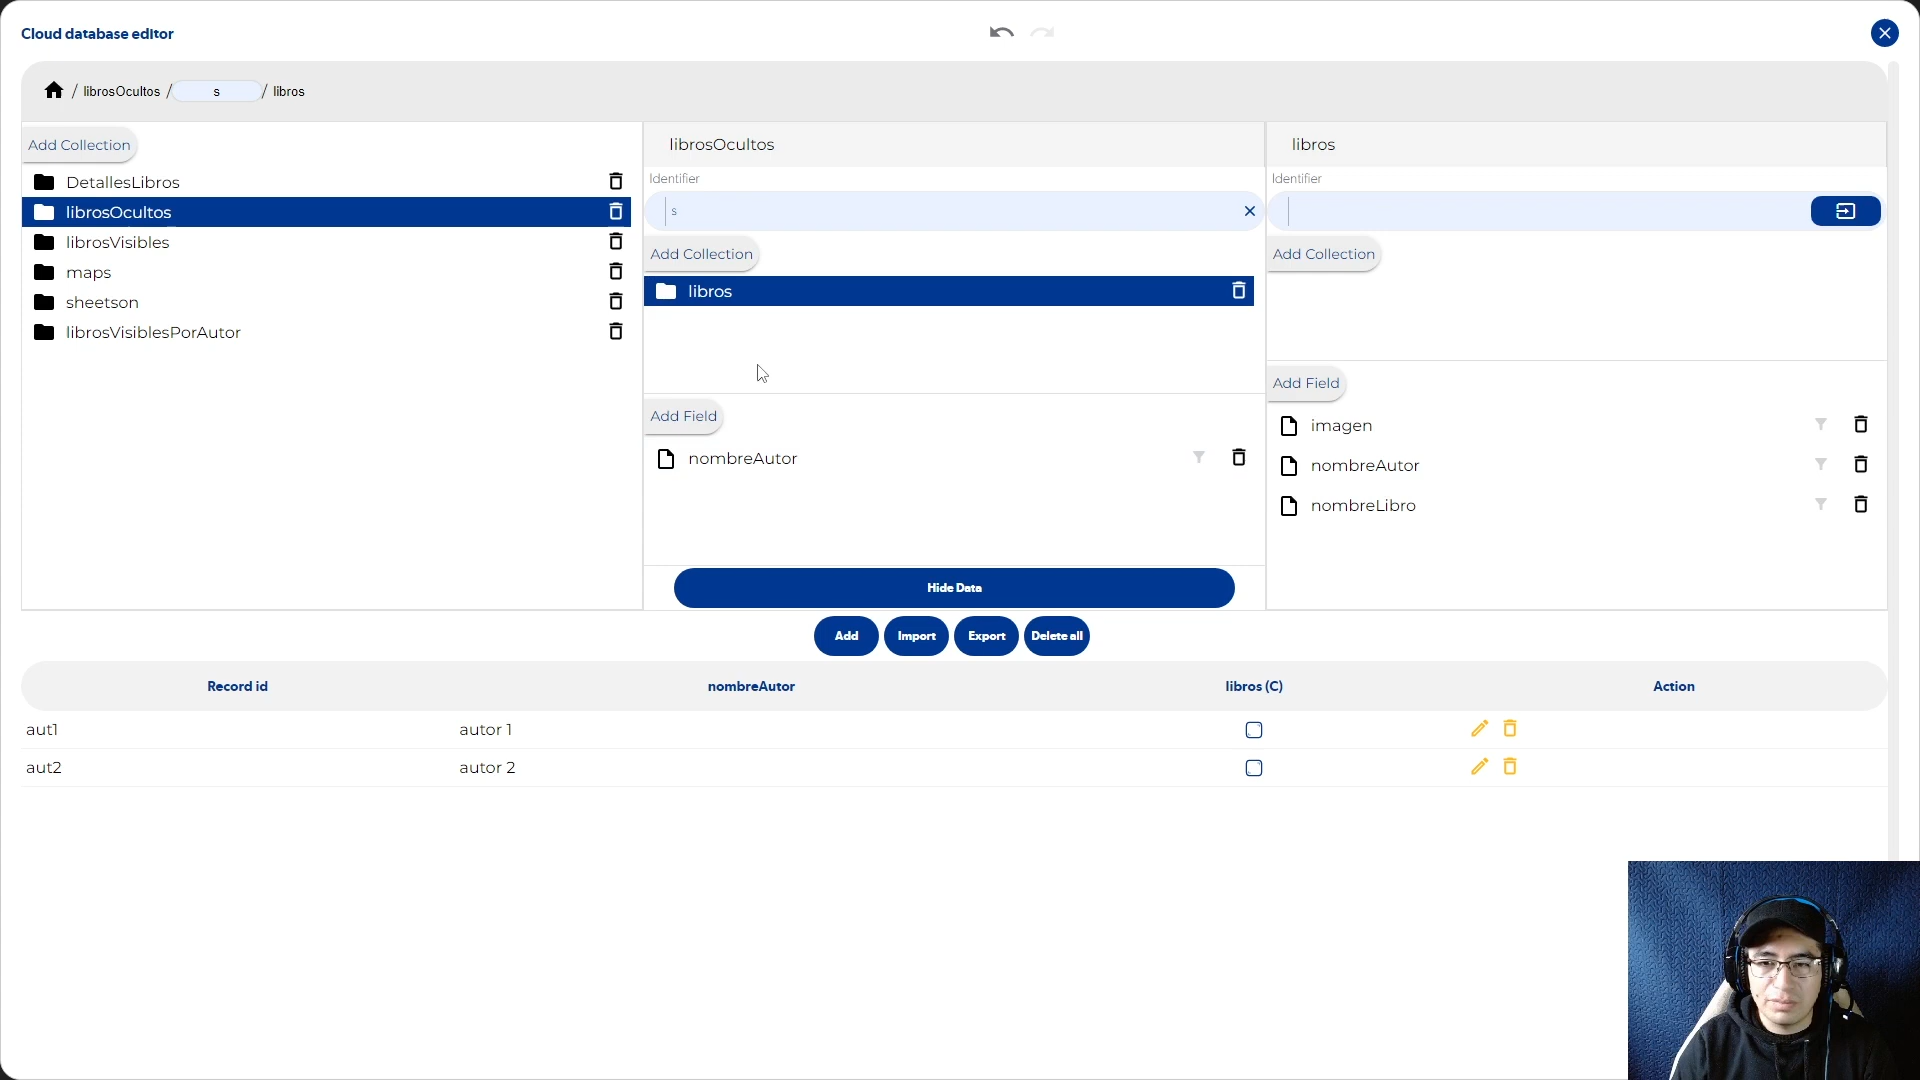 Cloud database editor
/ librosOcultos / s / libros
Add Collection
DetallesLibros
librosOcultos
librosVisibles
maps
sheetson
librosVisiblesPorAutor
librosOcultos
Identifier
s
Add Collection
libros
Add Field
nombreAutor
Hide Data
libros
Identifier
Add Collection
Add Field
imagen
nombreAutor
nombreLibro
Add Import Export Delete all
Record id nombreAutor libros (C) Action
aut1 autor 1
aut2 autor 2